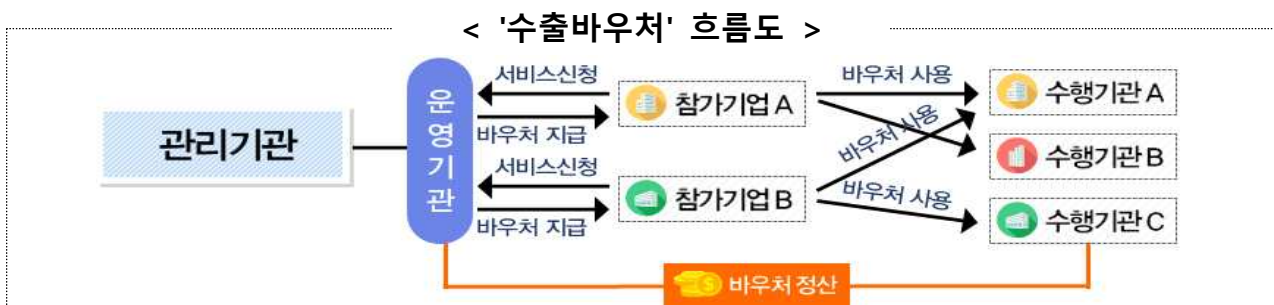 < '수출바우처' 흐름도 >
관리기관
운영기관
서비스신청
바우처 지급
서비스신청
바우처 지급
참가기업 A
참가기업 B
바우처 사용
바우처 사용
바우처 사용
수행기관 A
수행기관 B
수행기관 C
바우처 정산